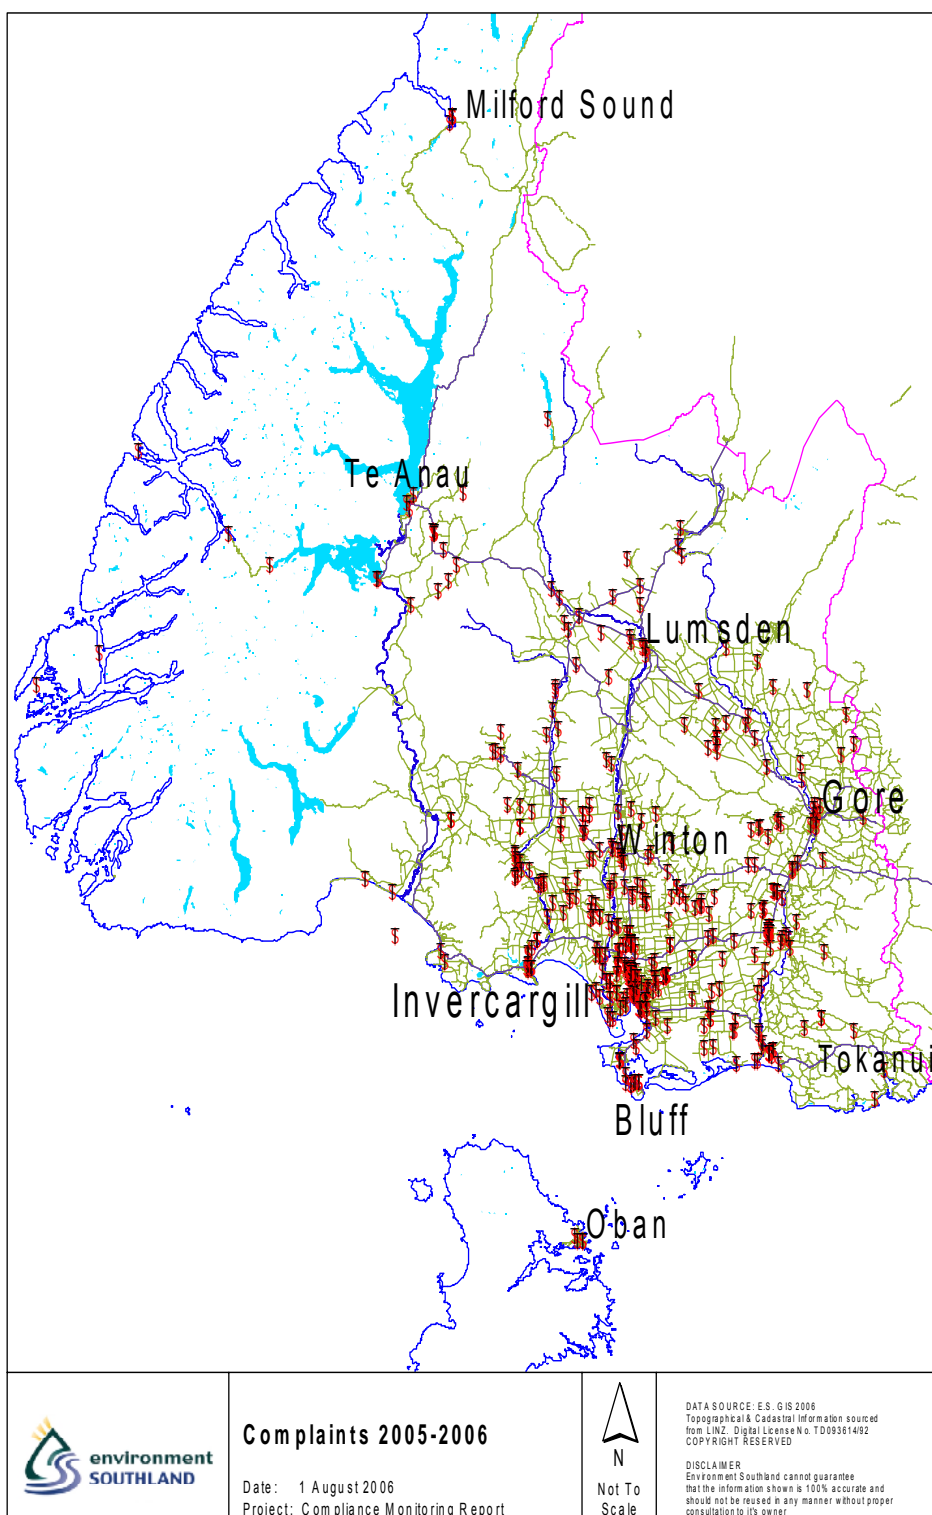 Milford Sound
Te Anau
Lumsden
Gore
Winton
Invercargill
Tokanui
Bluff
Oban
environment
SOUTHLAND
Complaints 2005-2006
Date: 1 August 2006
Project: Compliance Monitoring Report
N
Not To
Scale
DATA SOURCE: E.S. GIS 2006
Topographical & Cadastral Information sourced
from LINZ. Digital License No. TD093614/92
COPYRIGHT RESERVED
DISCLAIMER
Environment Southland cannot guarantee
that the information shown is 100% accurate and
should not be reused in any manner without proper
consultation to it's owner